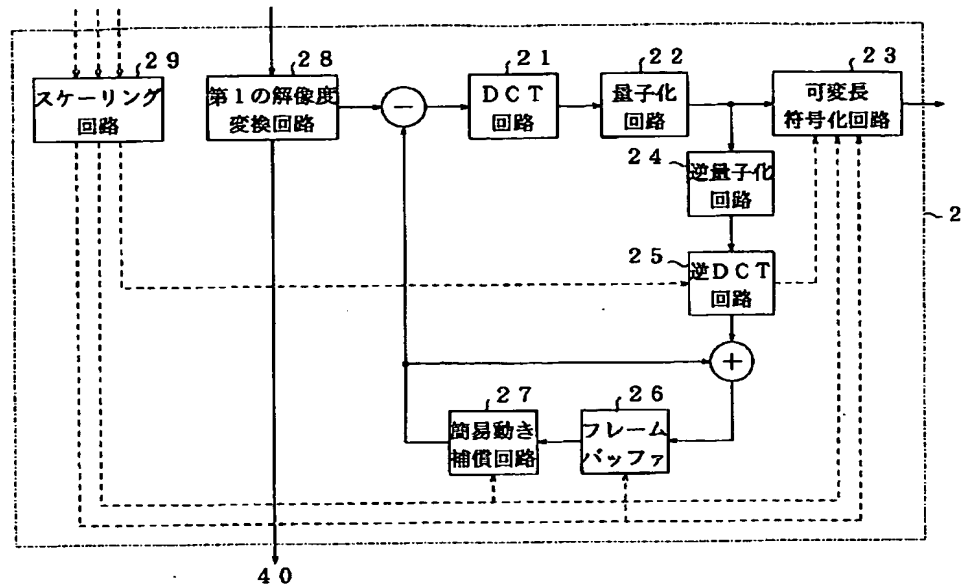 29
スケーリング
回路
28
第1の解像度
変換回路
－
21
DCT
回路
22
量子化
回路
23
可変長
符号化回路
24
逆量子化
回路
2
25
逆DCT
回路
＋
27
簡易動き
補償回路
26
フレーム
バッファ
40